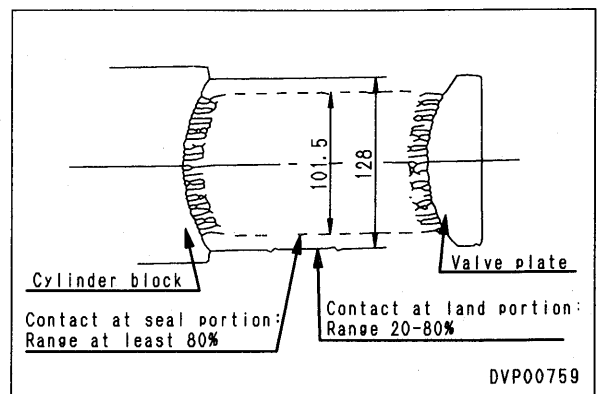 101.5
128
Cylinder block
Valve plate
Contact at seal portion:
Range at least 80%
Contact at land portion:
Range 20-80%
DVP00759